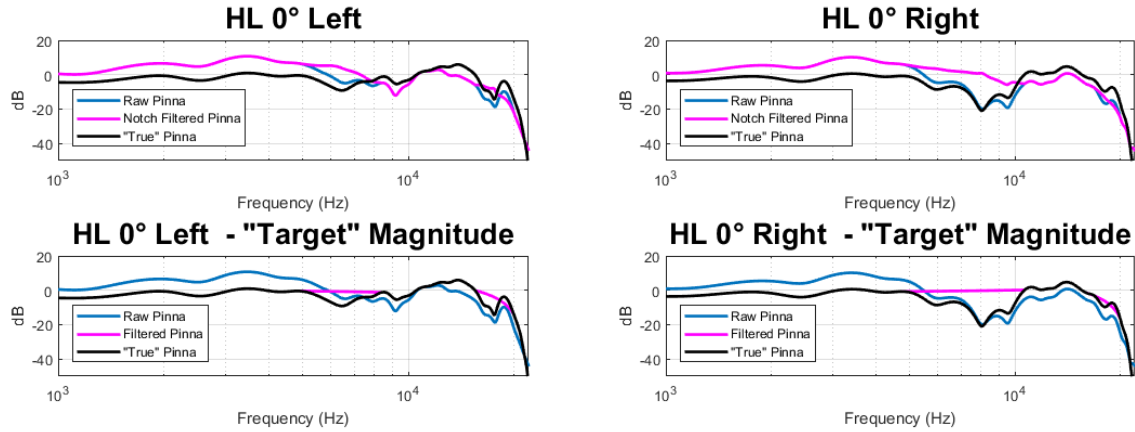 HL 0° Left
20
0
-20
-40
dB
Raw Pinna
Notch Filtered Pinna
"True" Pinna
10³
10⁴
Frequency (Hz)
HL 0° Right
20
0
-20
-40
dB
Raw Pinna
Notch Filtered Pinna
"True" Pinna
10³
10⁴
Frequency (Hz)
HL 0° Left - "Target" Magnitude
20
0
-20
-40
dB
Raw Pinna
Filtered Pinna
"True" Pinna
10³
10⁴
Frequency (Hz)
HL 0° Right - "Target" Magnitude
20
0
-20
-40
dB
Raw Pinna
Filtered Pinna
"True" Pinna
10³
10⁴
Frequency (Hz)